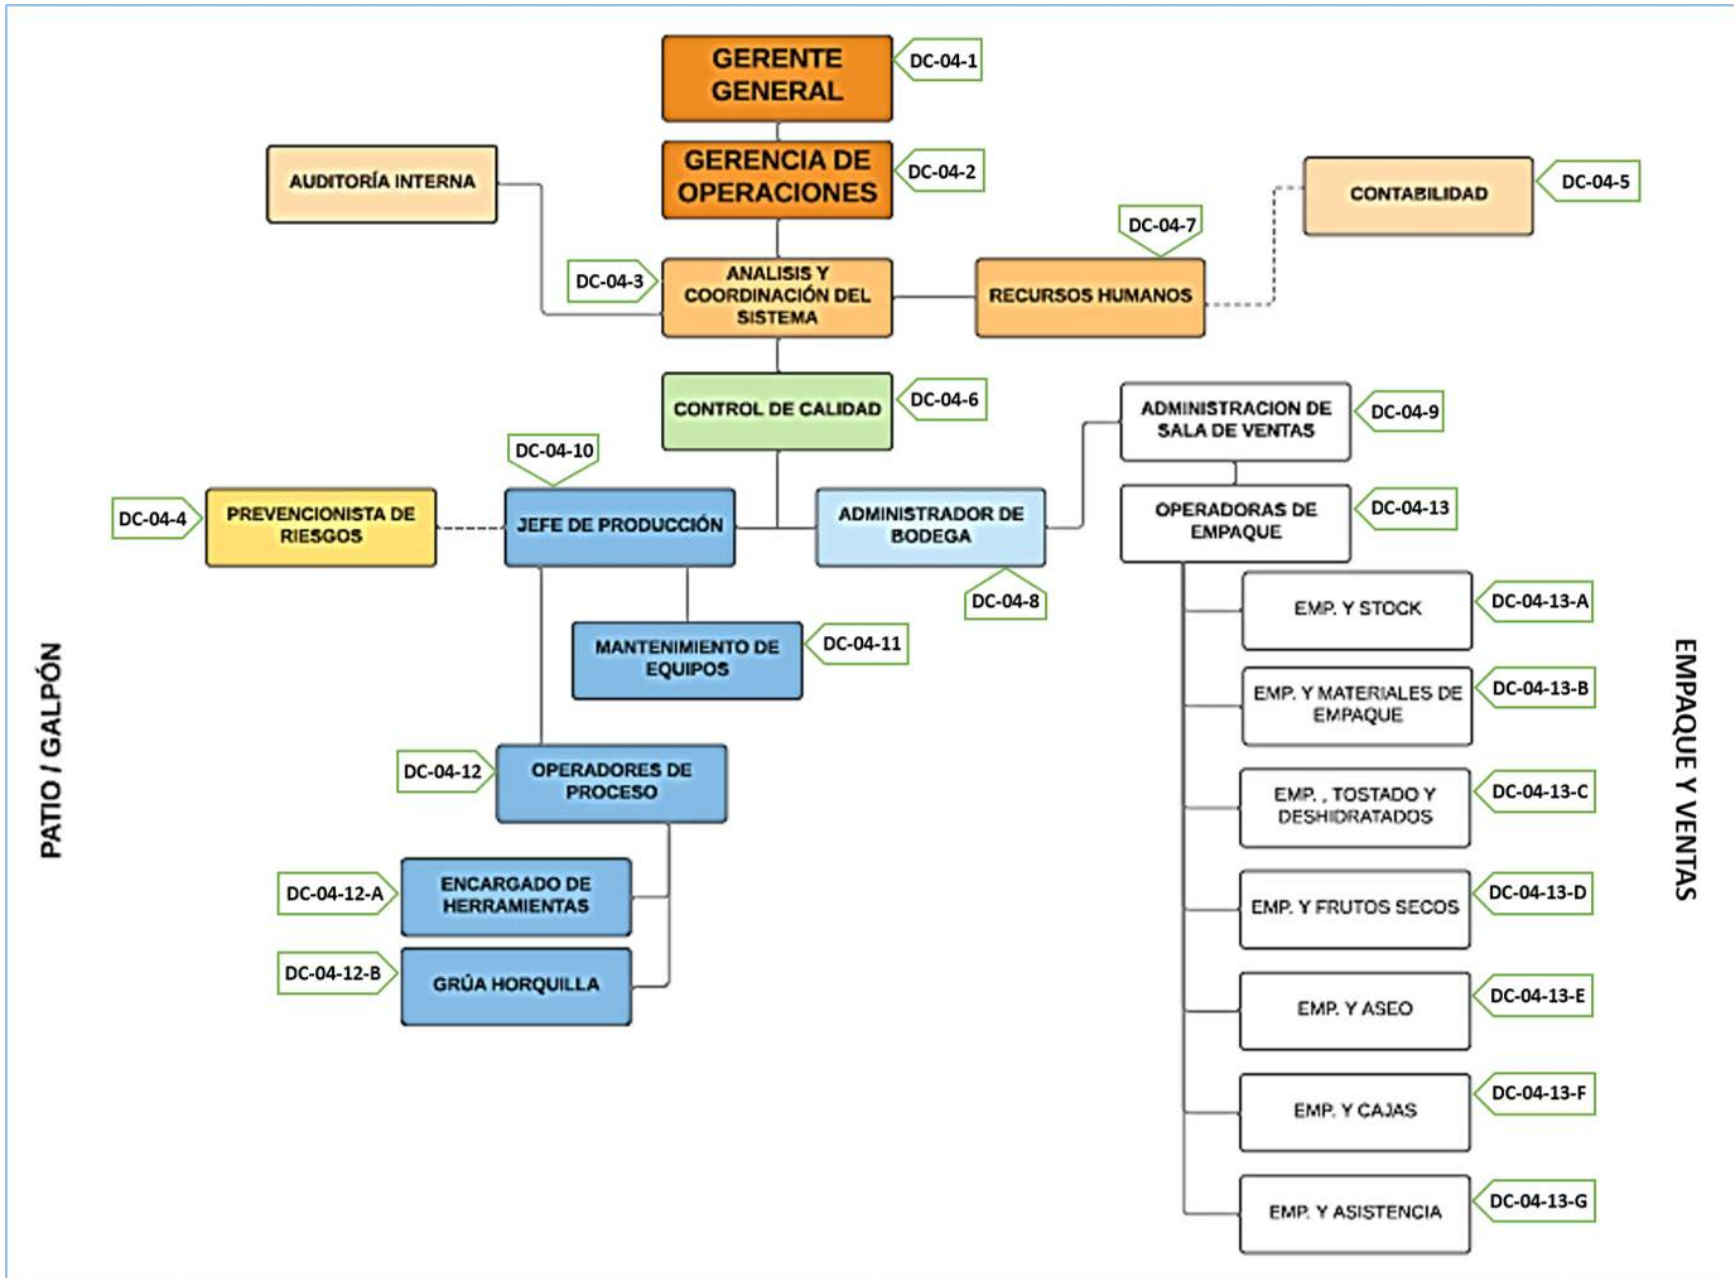 GERENTE
GENERAL
DC-04-1
GERENCIA DE
OPERACIONES
DC-04-2
AUDITORÍA INTERNA
CONTABILIDAD
DC-04-5
DC-04-7
DC-04-3
ANALISIS Y
COORDINACIÓN DEL
SISTEMA
RECURSOS HUMANOS
CONTROL DE CALIDAD
DC-04-6
ADMINISTRACION DE
SALA DE VENTAS
DC-04-9
DC-04-10
DC-04-4
PREVENCIONISTA DE
RIESGOS
JEFE DE PRODUCCIÓN
ADMINISTRADOR DE
BODEGA
DC-04-8
OPERADORAS DE
EMPAQUE
DC-04-13
MANTENIMIENTO DE
EQUIPOS
DC-04-11
DC-04-12
OPERADORES DE
PROCESO
DC-04-12-A
ENCARGADO DE
HERRAMIENTAS
DC-04-12-B
GRÚA HORQUILLA
EMP. Y STOCK
DC-04-13-A
EMP. Y MATERIALES DE
EMPAQUE
DC-04-13-B
EMP. , TOSTADO Y
DESHIDRATADOS
DC-04-13-C
EMP. Y FRUTOS SECOS
DC-04-13-D
EMP. Y ASEO
DC-04-13-E
EMP. Y CAJAS
DC-04-13-F
EMP. Y ASISTENCIA
DC-04-13-G
PATIO / GALPÓN
EMPAQUE Y VENTAS